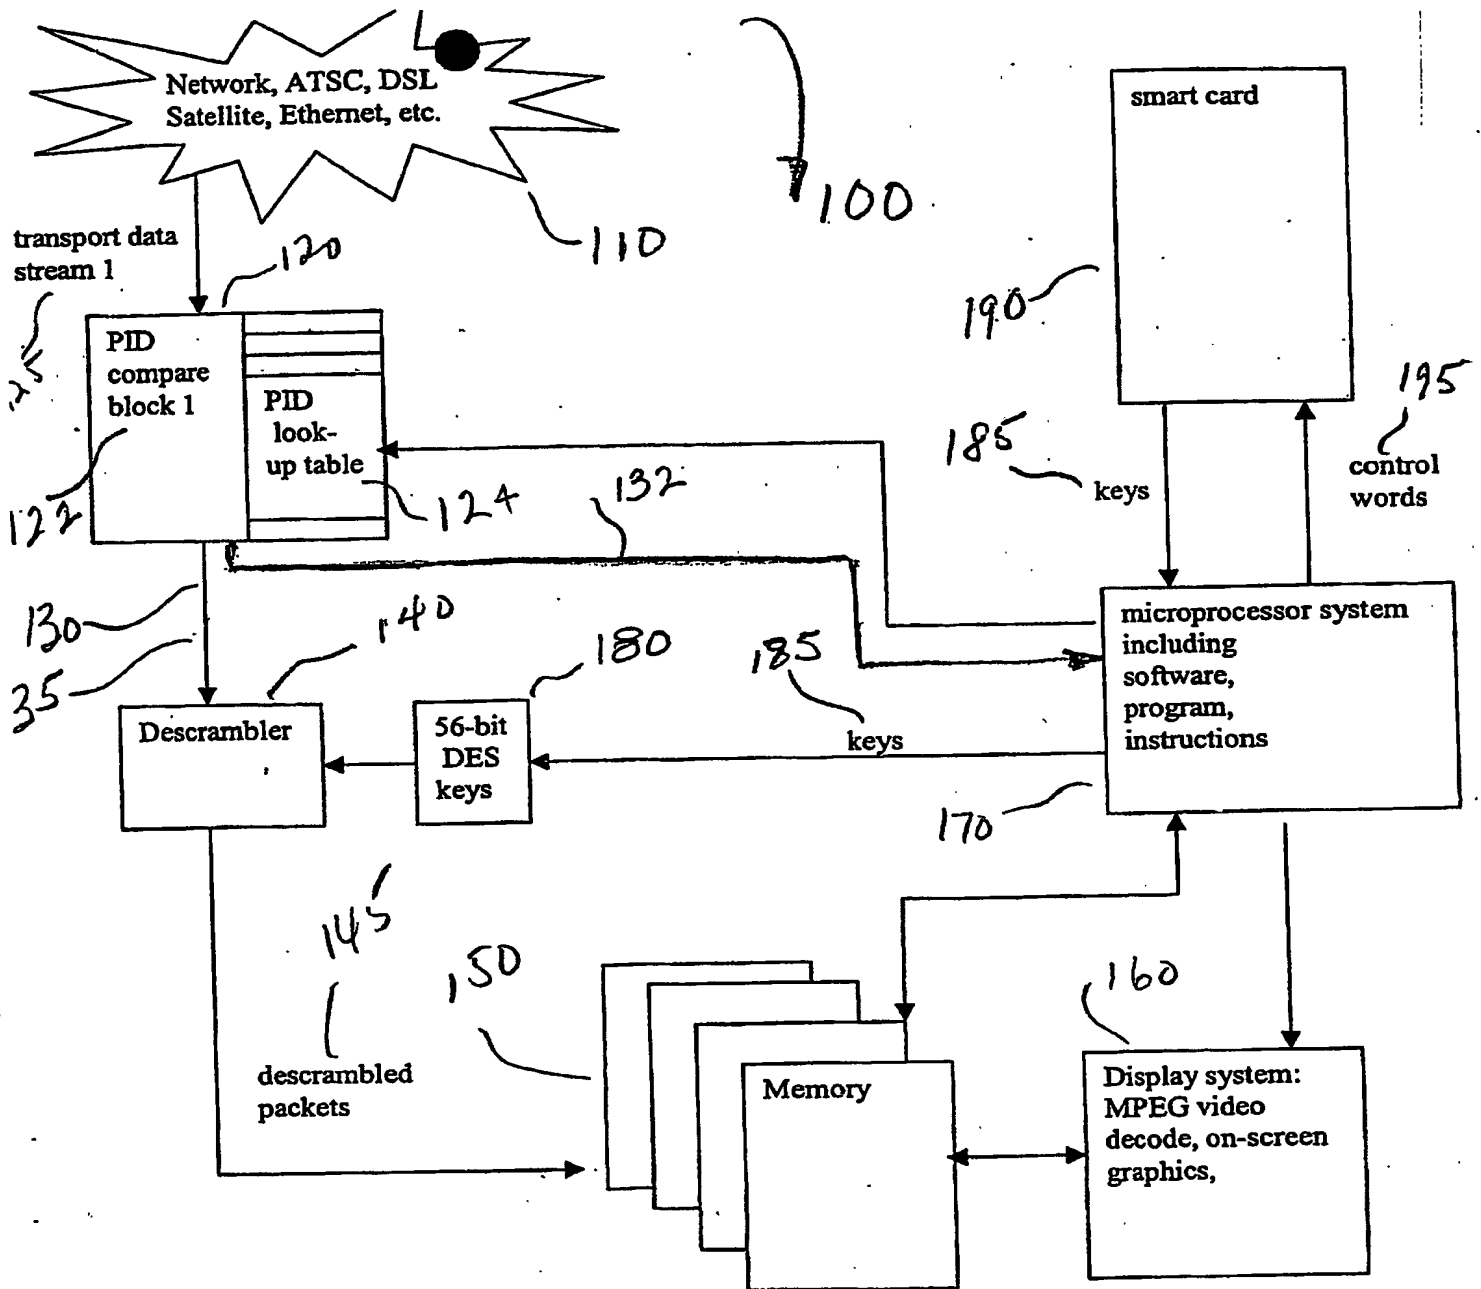 Network, ATSC, DSL
Satellite, Ethernet, etc.
100
110
smart card
190
transport data
stream 1
120
PID
compare
block 1
122
PID
look-
up table
124
132
185
keys
195
control
words
130
35
140
180
185
keys
microprocessor system
including
software,
program,
instructions
170
Descrambler
56-bit
DES
keys
145
descrambled
packets
150
Memory
160
Display system:
MPEG video
decode, on-screen
graphics,